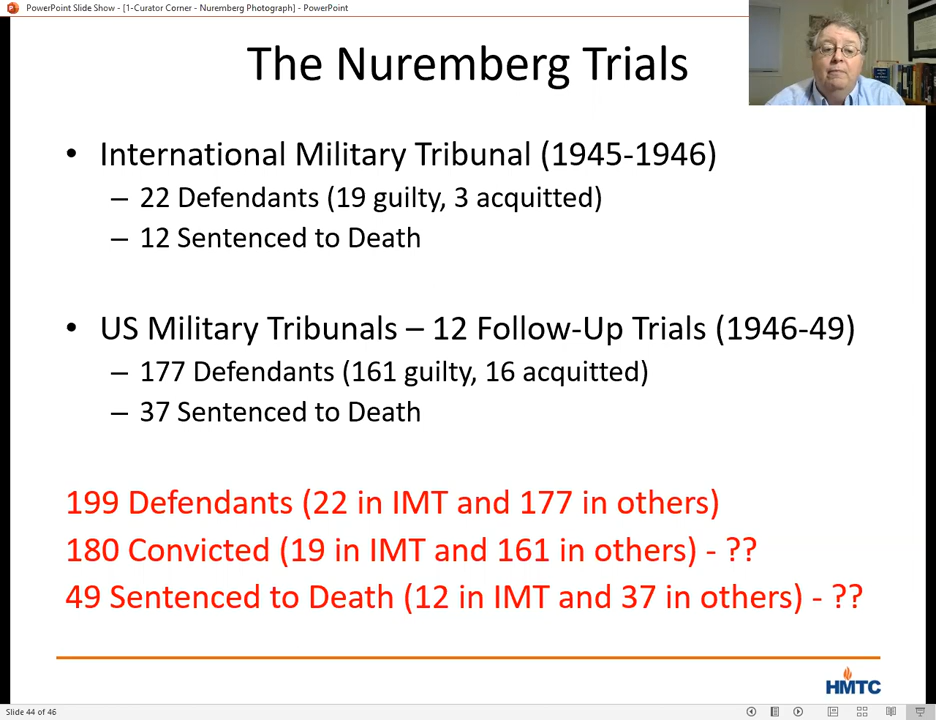 PowerPoint Slide Show - [1-Curator Corner - Nuremberg Photograph] - PowerPoint
The Nuremberg Trials
• International Military Tribunal (1945-1946)
– 22 Defendants (19 guilty, 3 acquitted)
– 12 Sentenced to Death
• US Military Tribunals – 12 Follow-Up Trials (1946-49)
– 177 Defendants (161 guilty, 16 acquitted)
– 37 Sentenced to Death
199 Defendants (22 in IMT and 177 in others)
180 Convicted (19 in IMT and 161 in others) - ??
49 Sentenced to Death (12 in IMT and 37 in others) - ??
HMTC
Slide 44 of 46